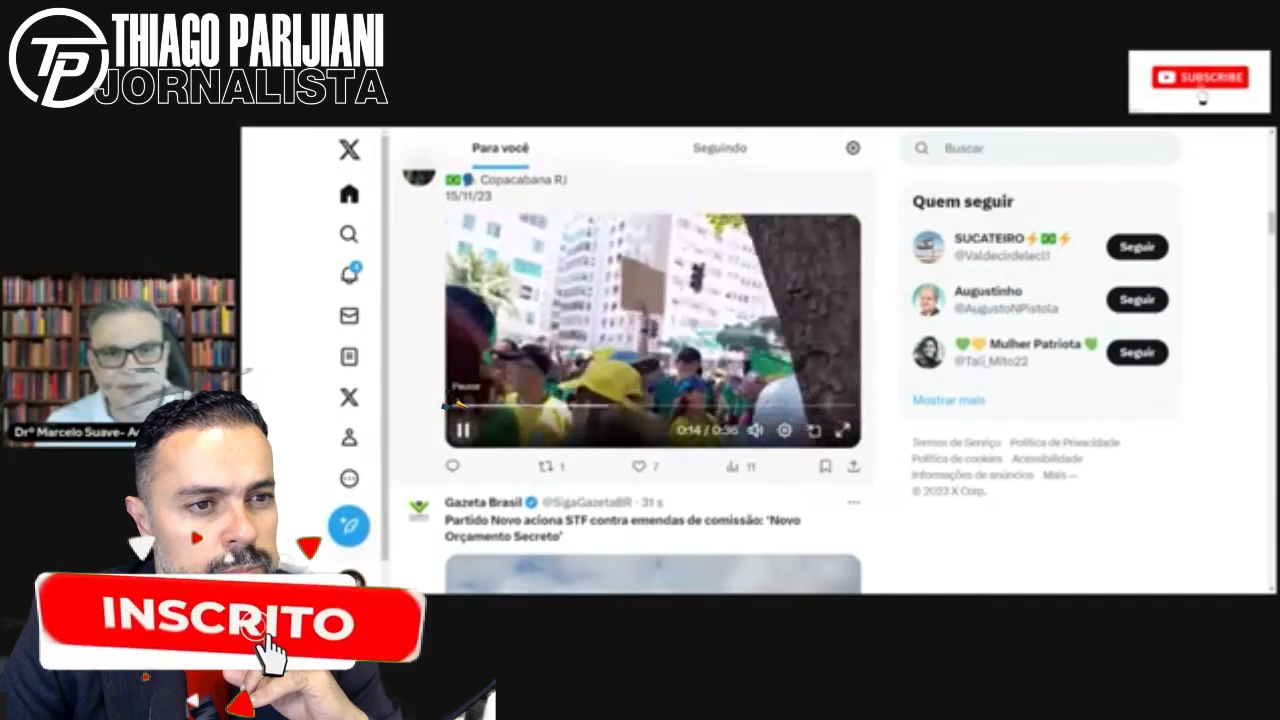 THIAGO PARIJIANI
JORNALISTA
TP
SUBSCRIBE
Para você
Seguindo
Buscar
Copacabana RJ
15/11/23
Pausar
0:14 / 0:36
1
7
11
Gazeta Brasil @SigaGazetaBR · 31 s
Partido Novo aciona STF contra emendas de comissão: 'Novo
Orçamento Secreto'
Quem seguir
SUCATEIRO
@Valdecirdelecl1
Seguir
Augustinho
@AugustoNPistola
Seguir
Mulher Patriota
@Tali_Mito22
Seguir
Mostrar mais
Termos de Serviço Política de Privacidade
Política de cookies Acessibilidade
Informações de anúncios Mais
© 2023 X Corp.
Drº Marcelo Suave-
INSCRITO